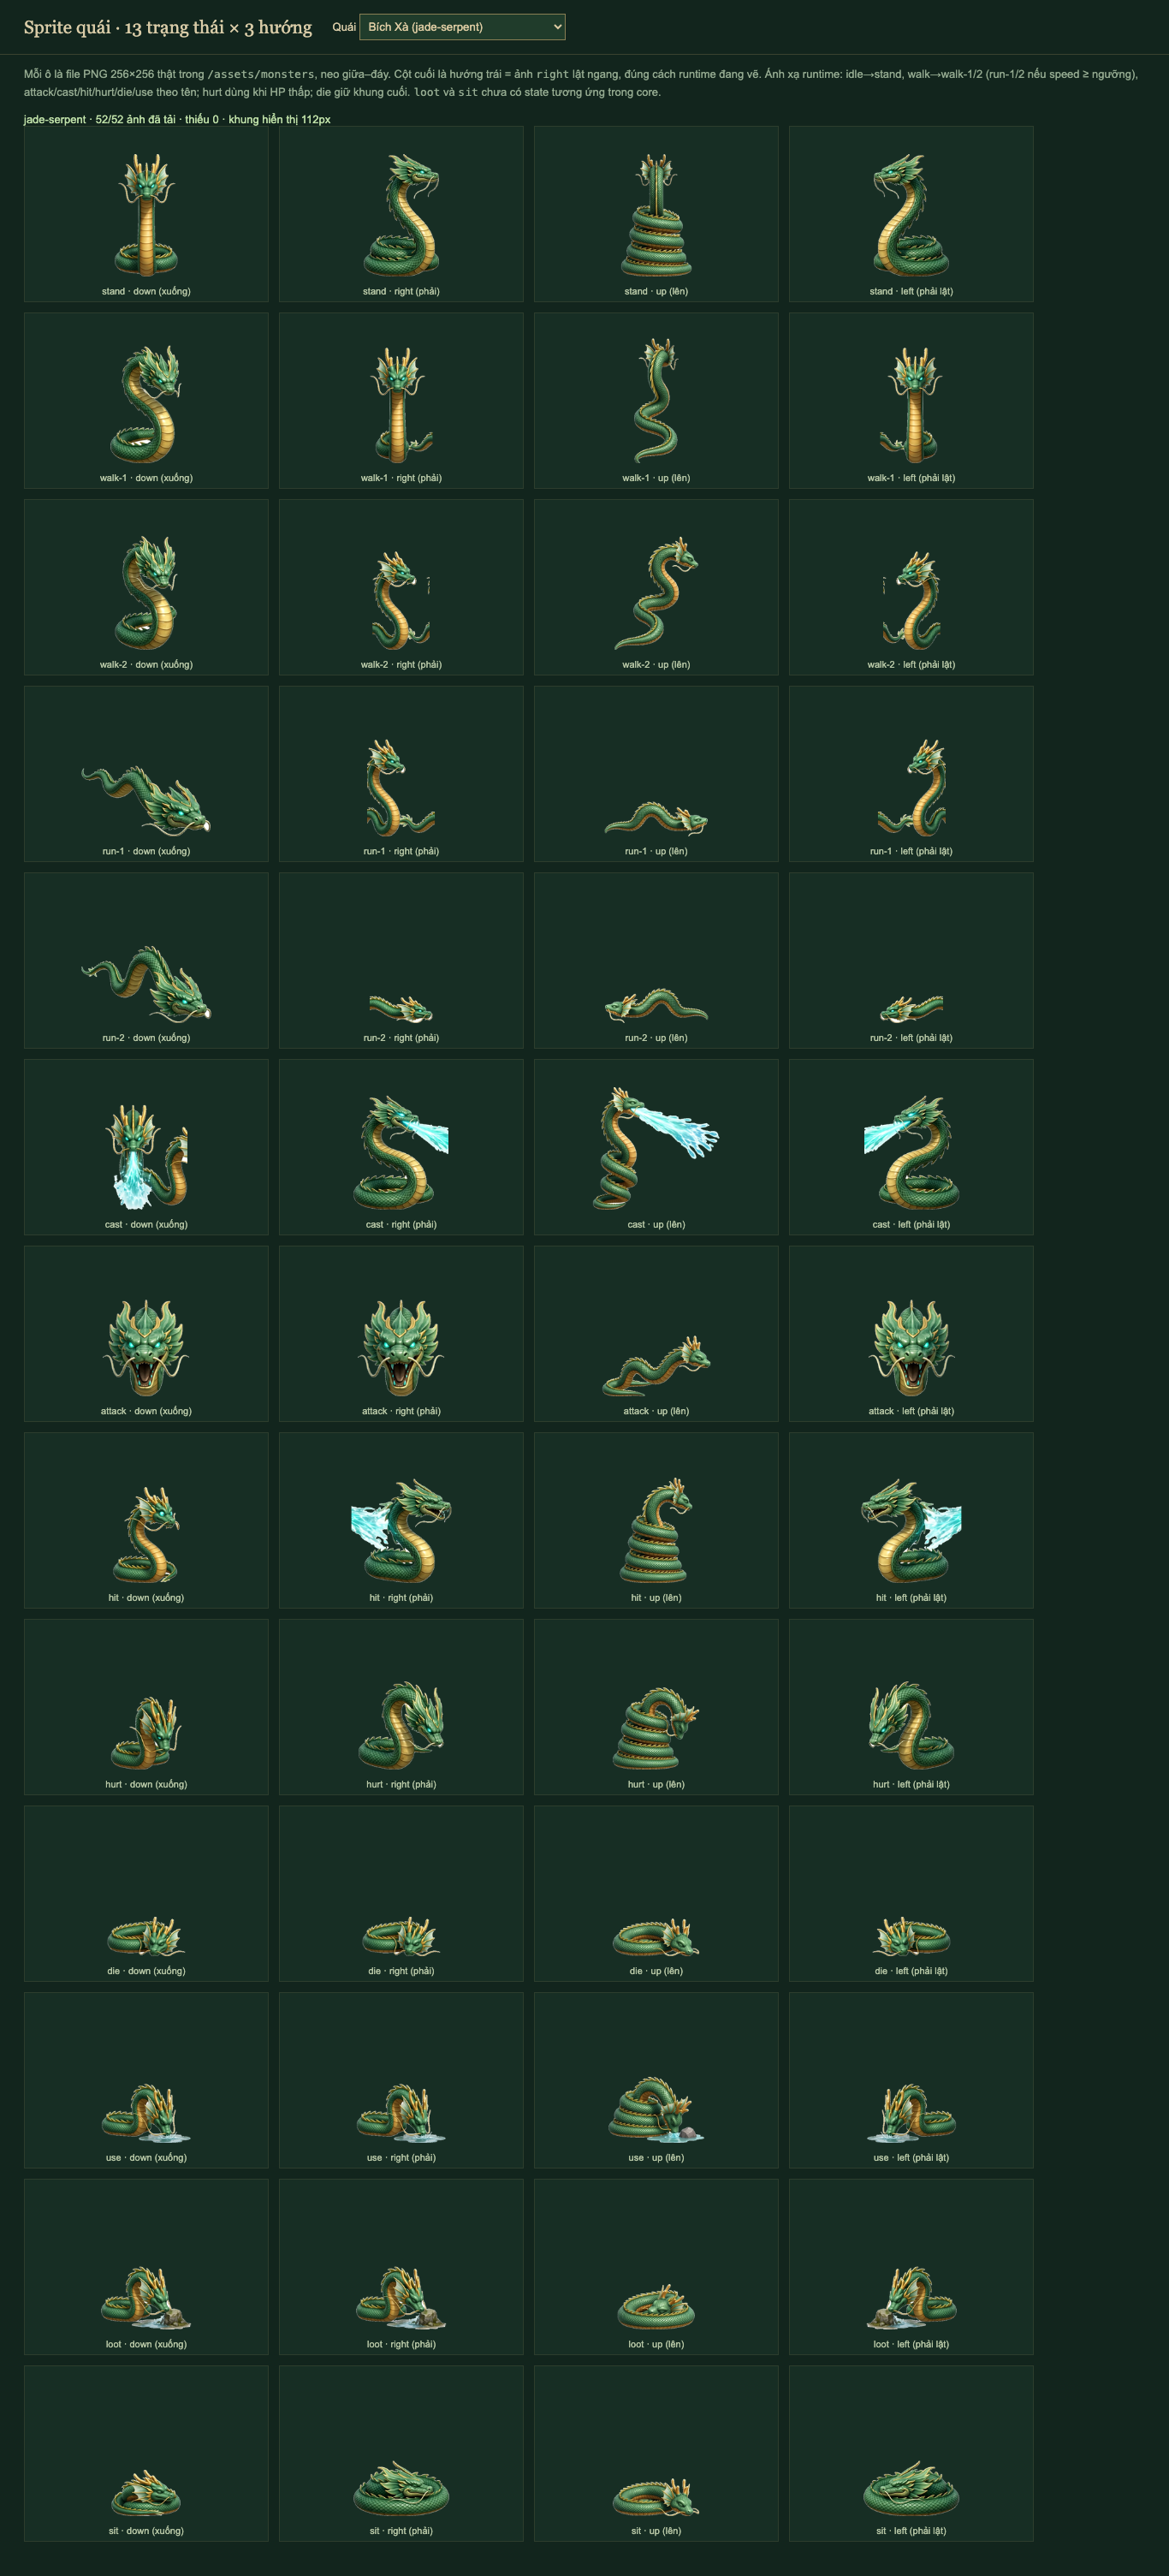 Sprite quái · 13 trạng thái × 3 hướng
Quái Bích Xà (jade-serpent)
Mỗi ô là file PNG 256×256 thật trong /assets/monsters, neo giữa–đáy. Cột cuối là hướng trái = ảnh right lật ngang, đúng cách runtime đang vẽ. Ánh xạ runtime: idle→stand, walk→walk-1/2 (run-1/2 nếu speed ≥ ngưỡng),
attack/cast/hit/hurt/die/use theo tên; hurt dùng khi HP thấp; die giữ khung cuối. loot và sit chưa có state tương ứng trong core.
jade-serpent · 52/52 ảnh đã tải · thiếu 0 · khung hiển thị 112px
stand · down (xuống)
stand · right (phải)
stand · up (lên)
stand · left (phải lật)
walk-1 · down (xuống)
walk-1 · right (phải)
walk-1 · up (lên)
walk-1 · left (phải lật)
walk-2 · down (xuống)
walk-2 · right (phải)
walk-2 · up (lên)
walk-2 · left (phải lật)
run-1 · down (xuống)
run-1 · right (phải)
run-1 · up (lên)
run-1 · left (phải lật)
run-2 · down (xuống)
run-2 · right (phải)
run-2 · up (lên)
run-2 · left (phải lật)
cast · down (xuống)
cast · right (phải)
cast · up (lên)
cast · left (phải lật)
attack · down (xuống)
attack · right (phải)
attack · up (lên)
attack · left (phải lật)
hit · down (xuống)
hit · right (phải)
hit · up (lên)
hit · left (phải lật)
hurt · down (xuống)
hurt · right (phải)
hurt · up (lên)
hurt · left (phải lật)
die · down (xuống)
die · right (phải)
die · up (lên)
die · left (phải lật)
use · down (xuống)
use · right (phải)
use · up (lên)
use · left (phải lật)
loot · down (xuống)
loot · right (phải)
loot · up (lên)
loot · left (phải lật)
sit · down (xuống)
sit · right (phải)
sit · up (lên)
sit · left (phải lật)